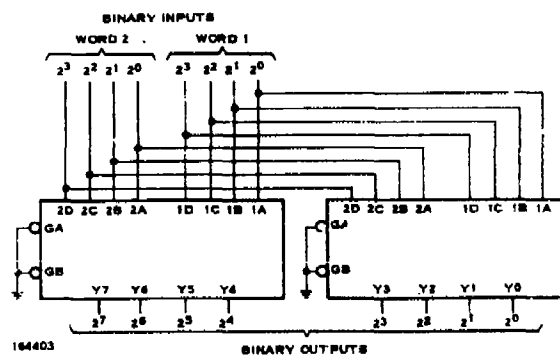 BINARY INPUTS
WORD 2 WORD 1
2³ 2² 2¹ 2⁰ 2³ 2² 2¹ 2⁰
2D 2C 2B 2A 1D 1C 1B 1A 2D 2C 2B 2A 1D 1C 1B 1A
GA GA
GB GB
Y7 Y6 Y5 Y4 Y3 Y2 Y1 Y0
2⁷ 2⁶ 2⁵ 2⁴ 2³ 2² 2¹ 2⁰
164403 BINARY OUTPUTS